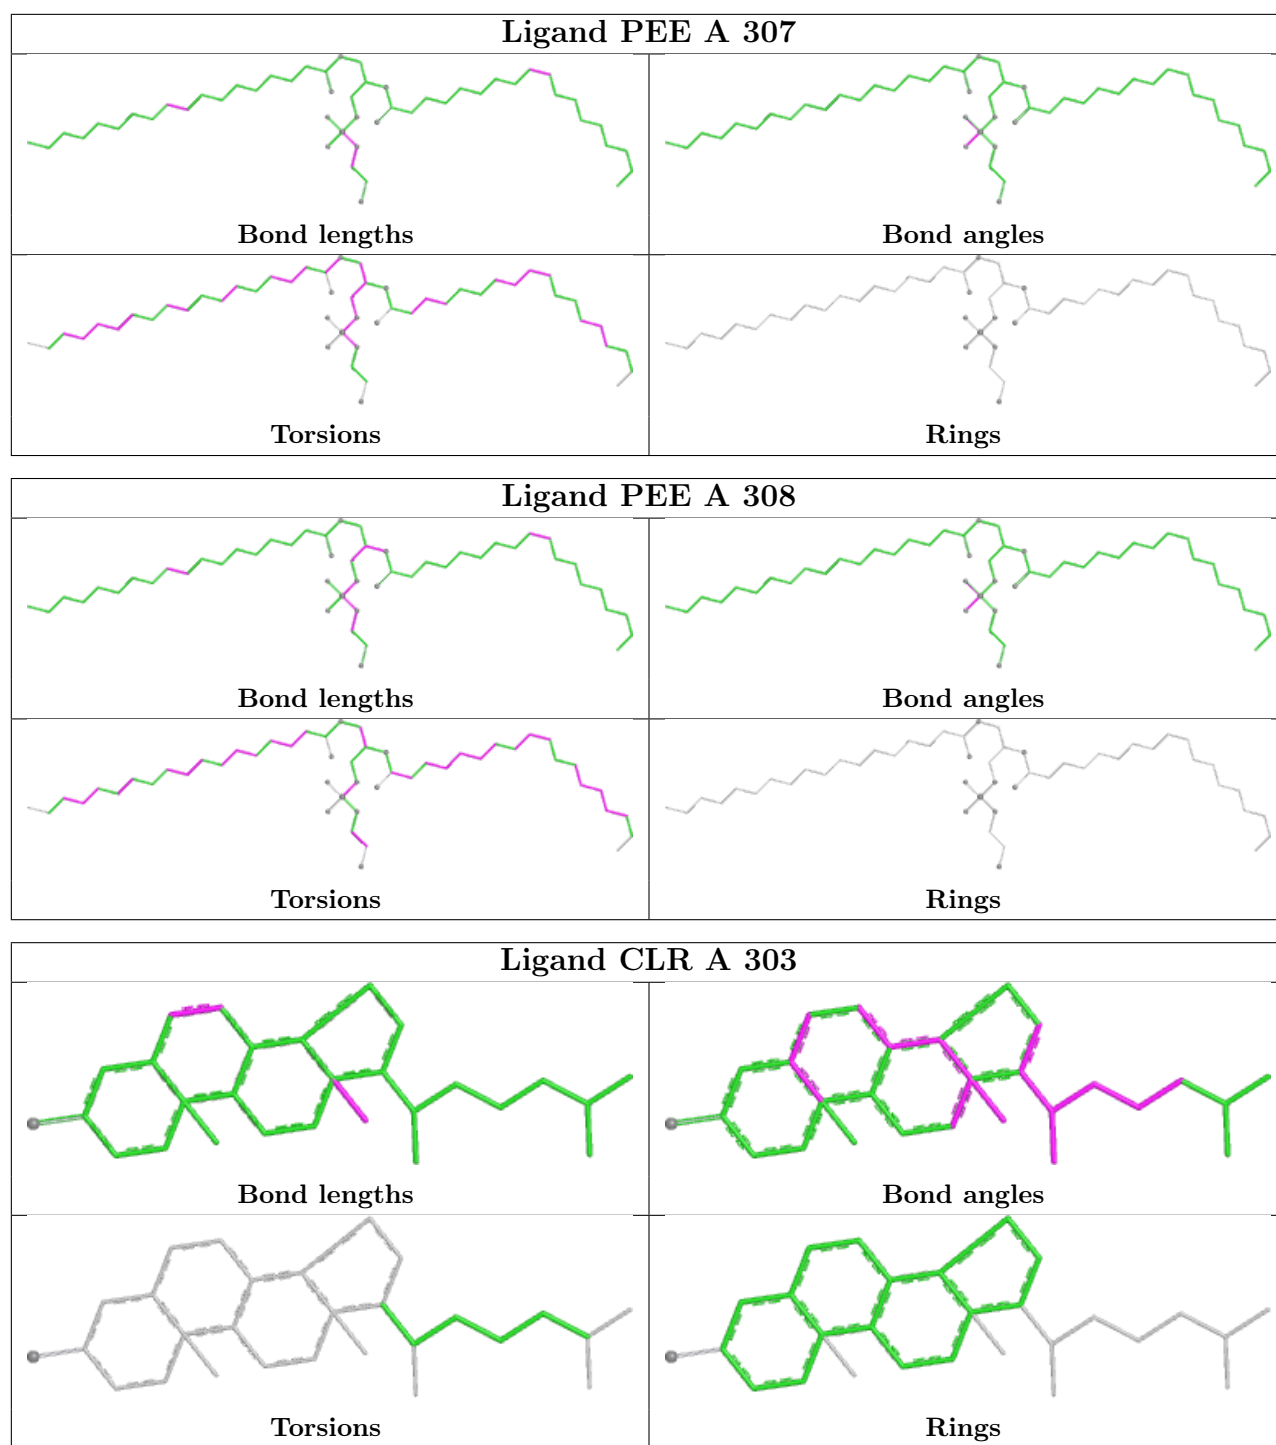 Ligand PEE A 307
Bond lengths
Bond angles
Torsions
Rings
Ligand PEE A 308
Bond lengths
Bond angles
Torsions
Rings
Ligand CLR A 303
Bond lengths
Bond angles
Torsions
Rings